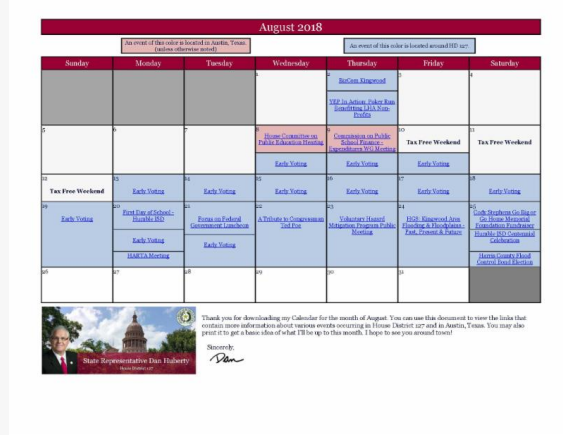 August 2018
An event of this color is located in Austin, Texas.
(unless otherwise noted)
An event of this color is located around HD 127
Sunday Monday Tuesday Wednesday Thursday Friday Saturday
1 2 3 4
BizCom Kingwood
YEP In Action Poker Run
Benefitting LHA Non-
Profits
5 6 7 8 9 10 11
House Committee on
Public Education Hearing
Commission on Public
School Finance -
Expenditures WG Meeting
Tax Free Weekend
Tax Free Weekend
Early Voting
Early Voting
Early Voting
Early Voting
12 13 14 15 16 17 18
Tax Free Weekend
Early Voting
Early Voting
Early Voting
Early Voting
Early Voting
Early Voting
19 20 21 22 23 24 25
Early Voting
First Day of School -
Humble ISD
Early Voting
HARTA Meeting
Focus on Federal
Government Luncheon
Early Voting
A Tribute to Congressman
Ted Poe
Voluntary Hazard
Mitigation Program Public
Meeting
HGS: Kingwood Area
Flooding & Floodplains -
Past, Present & Future
Cody Stephens Go Big or
Go Home Memorial
Foundation Fundraiser
Humble ISD Centennial
Celebration
Harris County Flood
Control Bond Election
26 27 28 29 30 31
State Representative Dan Huberty
House District 127
Thank you for downloading my Calendar for the month of August. You can use this document to view the links that
contain more information about various events occurring in House District 127 and in Austin, Texas. You may also
print it to get a basic idea of what I'll be up to this month. I hope to see you around town!
Sincerely,
Dan